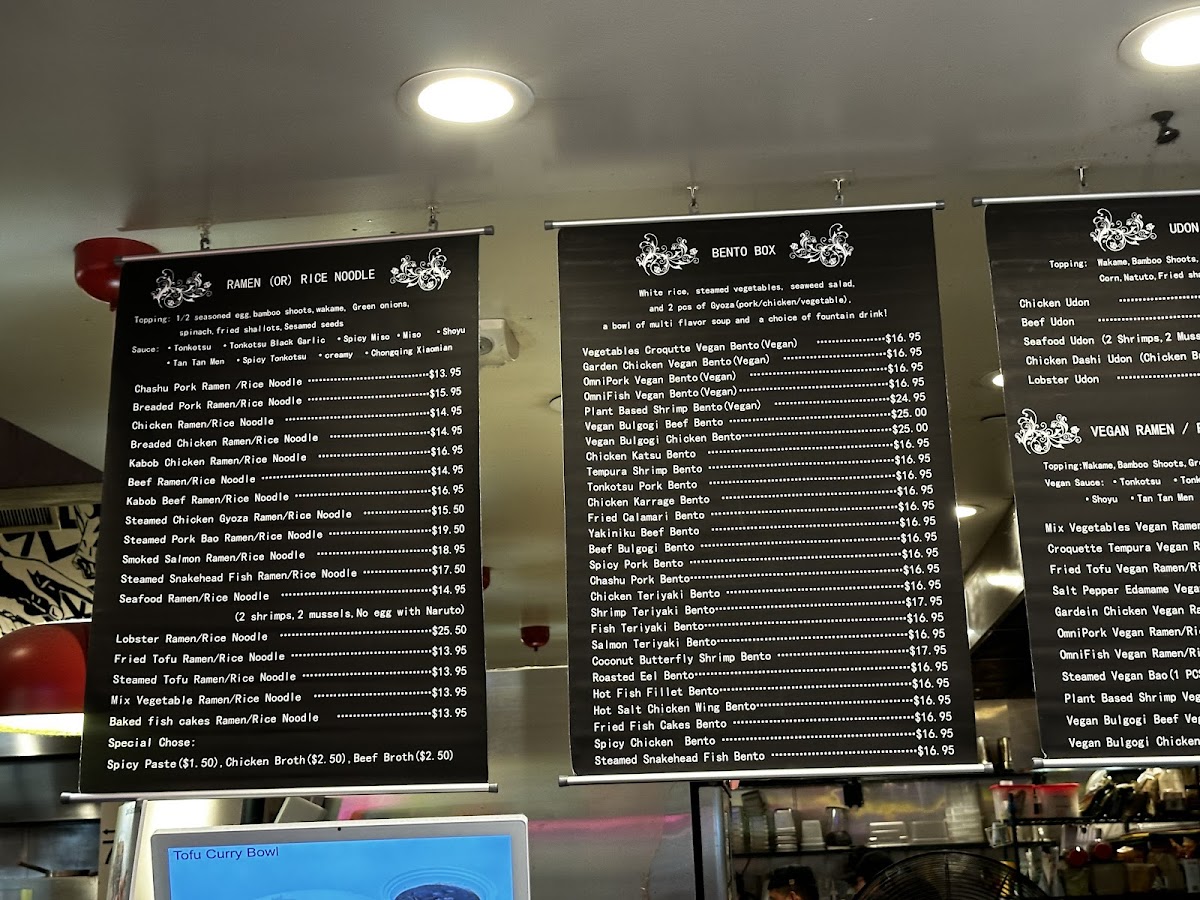 RAMEN (OR) RICE NOODLE
Topping: 1/2 seasoned egg,bamboo shoots,wakame, Green onions,
spinach,fried shallots,Sesamed seeds
Sauce: •Tonkotsu •Tonkotsu Black Garlic •Spicy Miso •Miso •Shoyu
•Tan Tan Men •Spicy Tonkotsu •creamy •Chongqing Xiaomian
Chashu Pork Ramen /Rice Noodle $13.95
Breaded Pork Ramen/Rice Noodle $15.95
Chicken Ramen/Rice Noodle $14.95
Breaded Chicken Ramen/Rice Noodle $14.95
Kabob Chicken Ramen/Rice Noodle $16.95
Beef Ramen/Rice Noodle $14.95
Kabob Beef Ramen/Rice Noodle $16.95
Steamed Chicken Gyoza Ramen/Rice Noodle $15.50
Steamed Pork Bao Ramen/Rice Noodle $19.50
Smoked Salmon Ramen/Rice Noodle $18.95
Steamed Snakehead Fish Ramen/Rice Noodle $17.50
Seafood Ramen/Rice Noodle $14.95
(2 shrimps,2 mussels,No egg with Naruto)
Lobster Ramen/Rice Noodle $25.50
Fried Tofu Ramen/Rice Noodle $13.95
Steamed Tofu Ramen/Rice Noodle $13.95
Mix Vegetable Ramen/Rice Noodle $13.95
Baked fish cakes Ramen/Rice Noodle $13.95
Special Chose:
Spicy Paste($1.50),Chicken Broth($2.50),Beef Broth($2.50)
BENTO BOX
White rice, steamed vegetables, seaweed salad,
and 2 pcs of Gyoza(pork/chicken/vegetable),
a bowl of multi flavor soup and a choice of fountain drink!
Vegetables Croqutte Vegan Bento(Vegan) $16.95
Garden Chicken Vegan Bento(Vegan) $16.95
OmniPork Vegan Bento(Vegan) $16.95
OmniFish Vegan Bento(Vegan) $16.95
Plant Based Shrimp Bento(Vegan) $24.95
Vegan Bulgogi Beef Bento $25.00
Vegan Bulgogi Chicken Bento $25.00
Chicken Katsu Bento $16.95
Tempura Shrimp Bento $16.95
Tonkotsu Pork Bento $16.95
Chicken Karrage Bento $16.95
Fried Calamari Bento $16.95
Yakiniku Beef Bento $16.95
Beef Bulgogi Bento $16.95
Spicy Pork Bento $16.95
Chashu Pork Bento $16.95
Chicken Teriyaki Bento $16.95
Shrimp Teriyaki Bento $17.95
Fish Teriyaki Bento $16.95
Salmon Teriyaki Bento $16.95
Coconut Butterfly Shrimp Bento $17.95
Roasted Eel Bento $16.95
Hot Fish Fillet Bento $16.95
Hot Salt Chicken Wing Bento $16.95
Fried Fish Cakes Bento $16.95
Spicy Chicken Bento $16.95
Steamed Snakehead Fish Bento $16.95
UDON
Topping: Wakame,Bamboo Shoots,
Corn,Natuto,Fried sha
Chicken Udon
Beef Udon
Seafood Udon (2 Shrimps,2 Muss
Chicken Dashi Udon (Chicken B
Lobster Udon
VEGAN RAMEN /
Topping:Wakame,Bamboo Shoots,Gr
Vegan Sauce: •Tonkotsu •Tonk
•Shoyu •Tan Tan Men
Mix Vegetables Vegan Ramen
Croquette Tempura Vegan R
Fried Tofu Vegan Ramen/Ri
Salt Pepper Edamame Vega
Gardein Chicken Vegan Ra
OmniPork Vegan Ramen/Ri
OmniFish Vegan Ramen/Ri
Steamed Vegan Bao(1 PCS
Plant Based Shrimp Veg
Vegan Bulgogi Beef Veg
Vegan Bulgogi Chicken
Tofu Curry Bowl